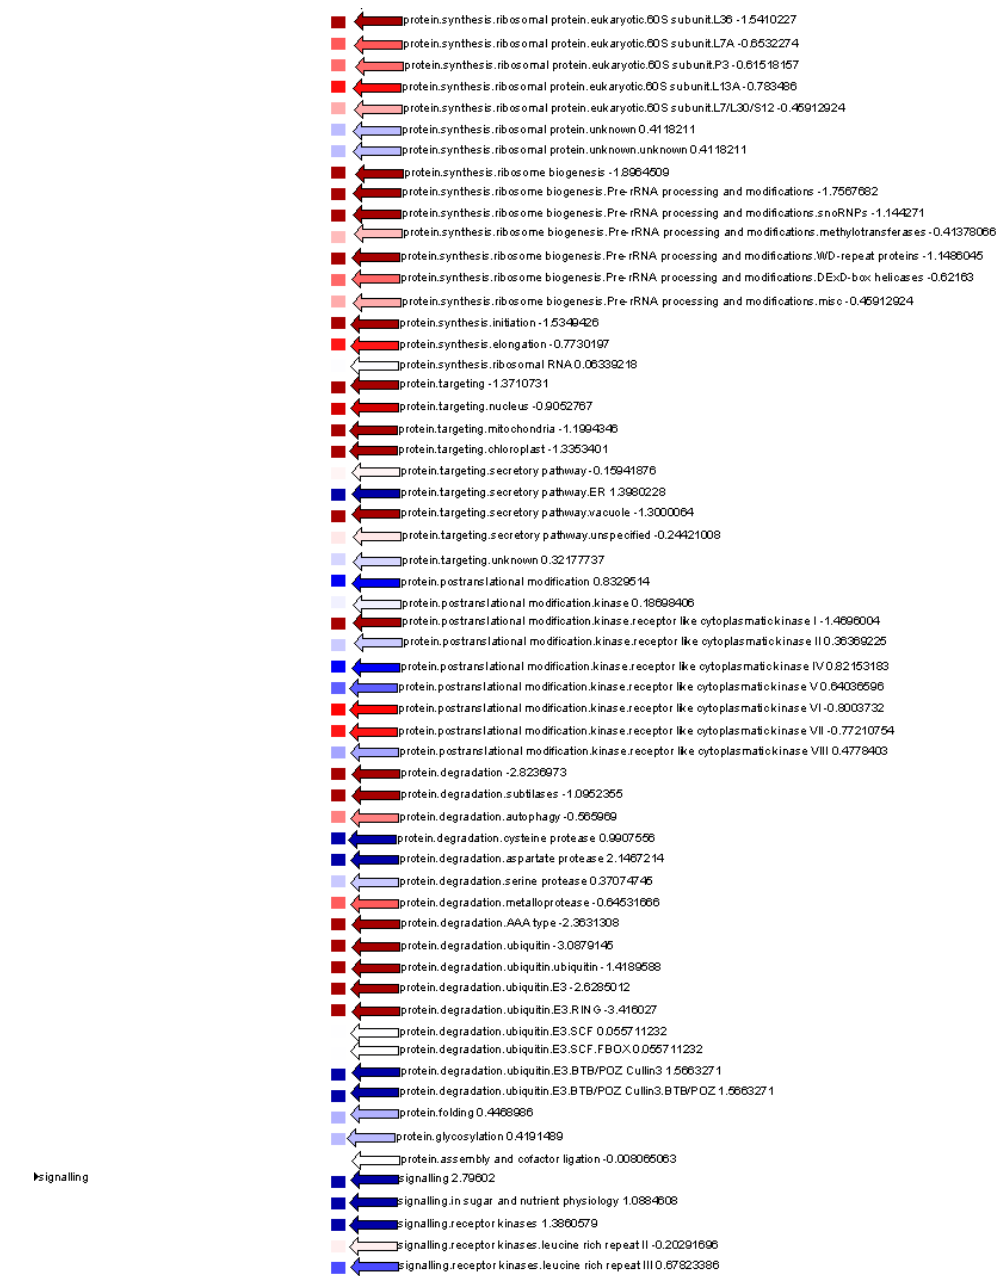 protein.synthesis.ribosomal protein.eukaryotic.60S subunit.L36 -1.5410227
protein.synthesis.ribosomal protein.eukaryotic.60S subunit.L7A -0.6532274
protein.synthesis.ribosomal protein.eukaryotic.60S subunit.P3 -0.61518157
protein.synthesis.ribosomal protein.eukaryotic.60S subunit.L13A -0.783486
protein.synthesis.ribosomal protein.eukaryotic.60S subunit.L7/L30/S12 -0.45912924
protein.synthesis.ribosomal protein.unknown 0.4118211
protein.synthesis.ribosomal protein.unknown.unknown 0.4118211
protein.synthesis.ribosome biogenesis -1.8964509
protein.synthesis.ribosome biogenesis.Pre-rRNA processing and modifications -1.7567682
protein.synthesis.ribosome biogenesis.Pre-rRNA processing and modifications.snoRNPs -1.144271
protein.synthesis.ribosome biogenesis.Pre-rRNA processing and modifications.methylotransferases -0.41378066
protein.synthesis.ribosome biogenesis.Pre-rRNA processing and modifications.WD-repeat proteins -1.1486045
protein.synthesis.ribosome biogenesis.Pre-rRNA processing and modifications.DExD-box helicases -0.62163
protein.synthesis.ribosome biogenesis.Pre-rRNA processing and modifications.misc -0.45912924
protein.synthesis.initiation -1.5349426
protein.synthesis.elongation -0.7730197
protein.synthesis.ribosomal RNA 0.06339218
protein.targeting -1.3710731
protein.targeting.nucleus -0.9052767
protein.targeting.mitochondria -1.1994346
protein.targeting.chloroplast -1.3353401
protein.targeting.secretory pathway -0.15941876
protein.targeting.secretory pathway.ER 1.3980228
protein.targeting.secretory pathway.vacuole -1.3000064
protein.targeting.secretory pathway.unspecified -0.24421008
protein.targeting.unknown 0.32177737
protein.postranslational modification 0.8329514
protein.postranslational modification.kinase 0.18698406
protein.postranslational modification.kinase.receptor like cytoplasmatic kinase I -1.4696004
protein.postranslational modification.kinase.receptor like cytoplasmatic kinase II 0.36369225
protein.postranslational modification.kinase.receptor like cytoplasmatic kinase IV 0.82153183
protein.postranslational modification.kinase.receptor like cytoplasmatic kinase V 0.64036596
protein.postranslational modification.kinase.receptor like cytoplasmatic kinase VI -0.8003732
protein.postranslational modification.kinase.receptor like cytoplasmatic kinase VII -0.77210754
protein.postranslational modification.kinase.receptor like cytoplasmatic kinase VIII 0.4778403
protein.degradation -2.8236973
protein.degradation.subtilases -1.0952355
protein.degradation.autophagy -0.565969
protein.degradation.cysteine protease 0.9907556
protein.degradation.aspartate protease 2.1467214
protein.degradation.serine protease 0.37074745
protein.degradation.metalloprotease -0.64531666
protein.degradation.AAA type -2.3631308
protein.degradation.ubiquitin -3.0879145
protein.degradation.ubiquitin.ubiquitin -1.4189588
protein.degradation.ubiquitin.E3 -2.6285012
protein.degradation.ubiquitin.E3.RING -3.416027
protein.degradation.ubiquitin.E3.SCF 0.055711232
protein.degradation.ubiquitin.E3.SCF.FBOX 0.055711232
protein.degradation.ubiquitin.E3.BTB/POZ Cullin3 1.5663271
protein.degradation.ubiquitin.E3.BTB/POZ Cullin3.BTB/POZ 1.5663271
protein.folding 0.4468986
protein.glycosylation 0.4191489
protein.assembly and cofactor ligation -0.008065063
signalling
signalling 2.79602
signalling.in sugar and nutrient physiology 1.0884608
signalling.receptor kinases 1.3860579
signalling.receptor kinases.leucine rich repeat II -0.20291696
signalling.receptor kinases.leucine rich repeat III 0.67823386